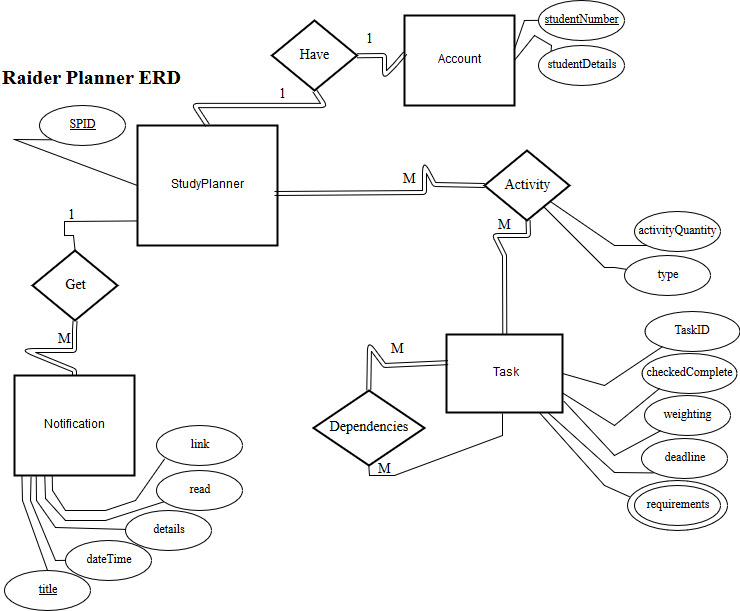 studentNumber
1
Have
Account
studentDetails
Raider Planner ERD
1
SPID
StudyPlanner
M
Activity
1
M
activityQuantity
type
Get
TaskID
M
M
Task
checkedComplete
weighting
Notification
Dependencies
link
deadline
M
read
requirements
details
dateTime
title